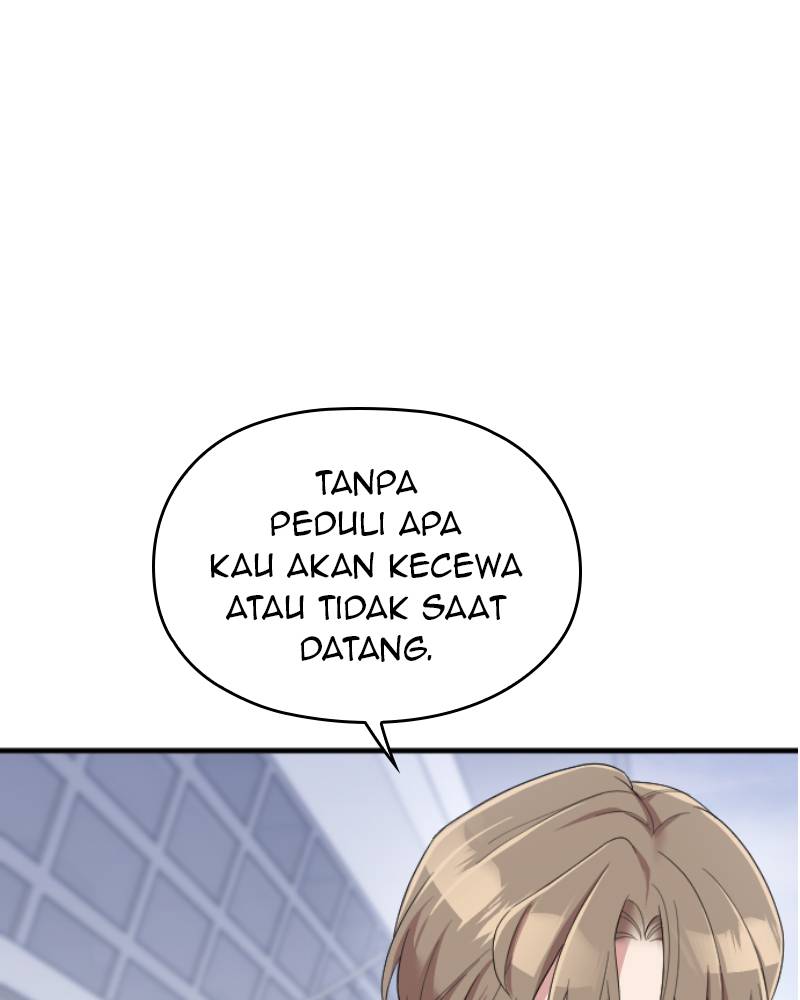 TANPA
PEDULI APA
KAU AKAN KECEWA
ATAU TIDAK SAAT
DATANG.